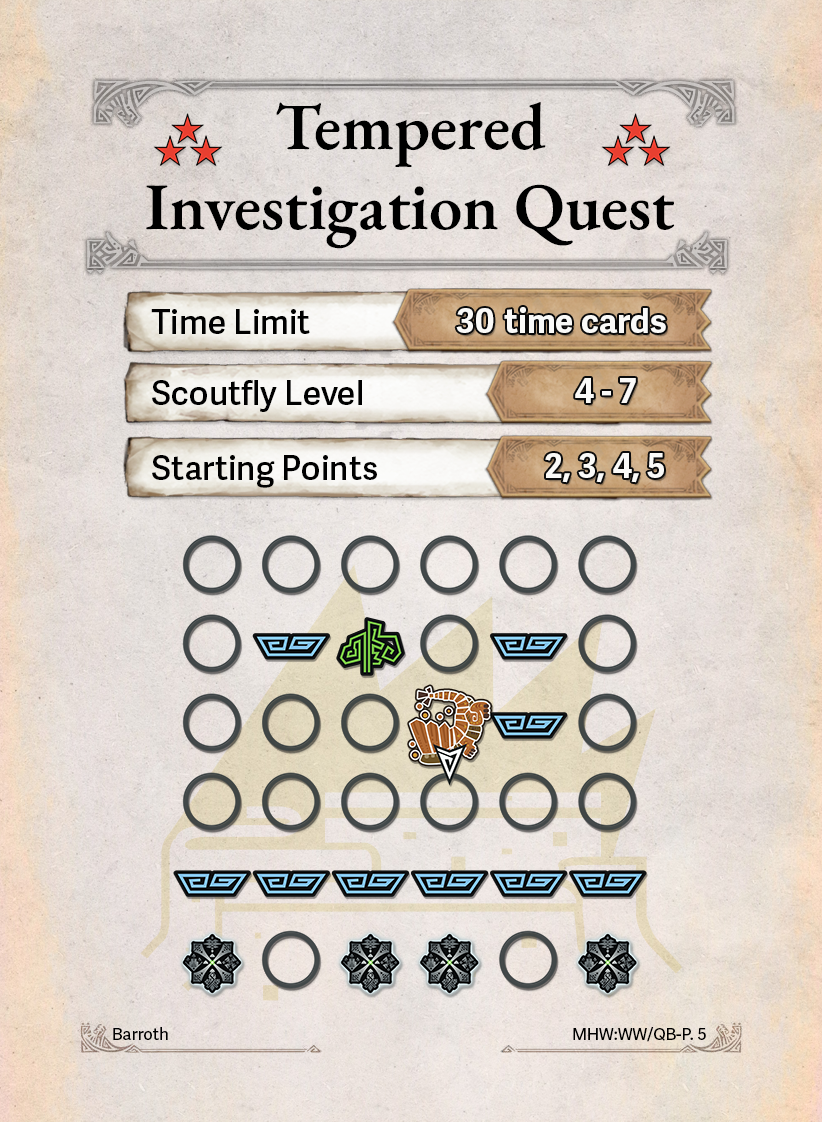 Tempered
Investigation Quest
Time Limit
30 time cards
Scoutfly Level
4 - 7
Starting Points
2, 3, 4, 5
Barroth
MHW:WW/QB-P. 5